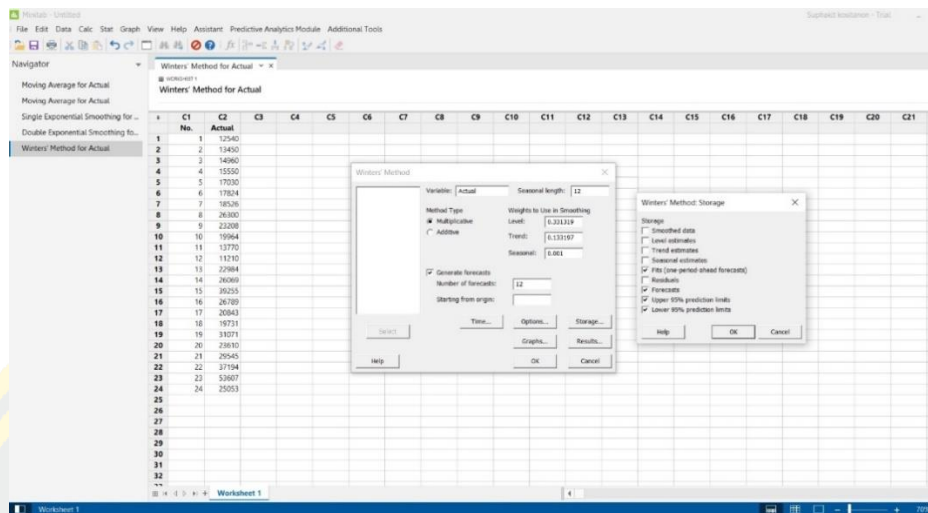 Minitab - Untitled
Suphakit koedamon - Trial
File Edit Data Calc Stat Graph View Help Assistant Predictive Analytics Module Additional Tools
Navigator
Moving Average for Actual
Moving Average for Actual
Single Exponential Smoothing for ...
Double Exponential Smoothing fo...
Winters' Method for Actual
Winters' Method for Actual
WORKSHEET 1
Winters' Method for Actual
C1 C2 C3 C4 C5 C6 C7 C8 C9 C10 C11 C12 C13 C14 C15 C16 C17 C18 C19 C20 C21
No. Actual
1 1 12540
2 2 13450
3 3 14960
4 4 15550
5 5 17030
6 6 17824
7 7 18526
8 8 26300
9 9 23208
10 10 19964
11 11 13770
12 12 11210
13 13 22984
14 14 26069
15 15 39255
16 16 26789
17 17 20843
18 18 19731
19 19 31071
20 20 23610
21 21 29545
22 22 37194
23 23 53607
24 24 25053
25
26
27
28
29
30
31
32
Worksheet 1
Winters' Method
Variable: Actual Seasonal length: 12
Method Type
Multiplicative
Additive
Weights to Use in Smoothing
Level: 0.331319
Trend: 0.133197
Seasonal: 0.001
Generate forecasts
Number of forecasts: 12
Starting from origin:
Select
Time... Options... Storage...
Graphs... Results...
Help OK Cancel
Winters' Method: Storage
Storage
Smoothed data
Level estimates
Trend estimates
Seasonal estimates
Fits (one-period-ahead forecasts)
Residuals
Forecasts
Upper 95% prediction limits
Lower 95% prediction limits
Help OK Cancel
Worksheet 1
70%